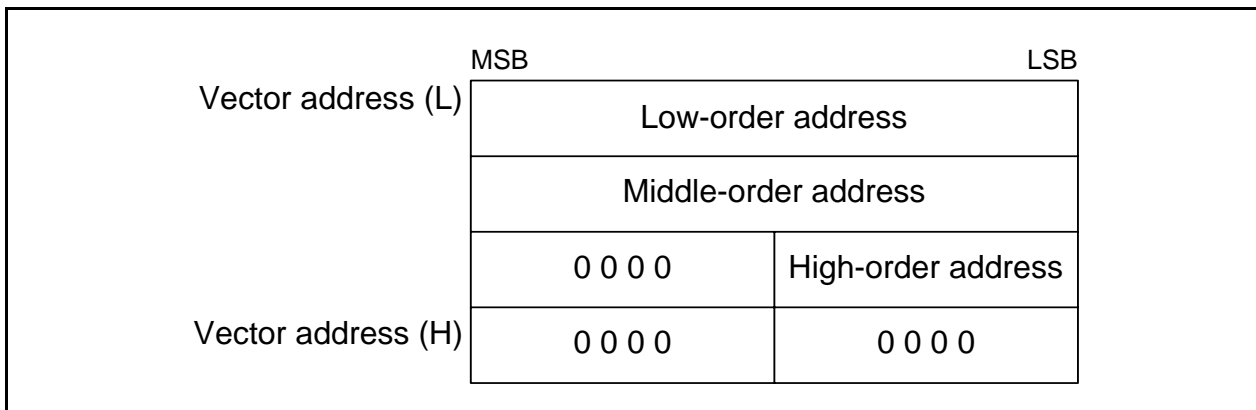 MSB LSB
Vector address (L) Low-order address
Middle-order address
0 0 0 0 High-order address
Vector address (H) 0 0 0 0 0 0 0 0